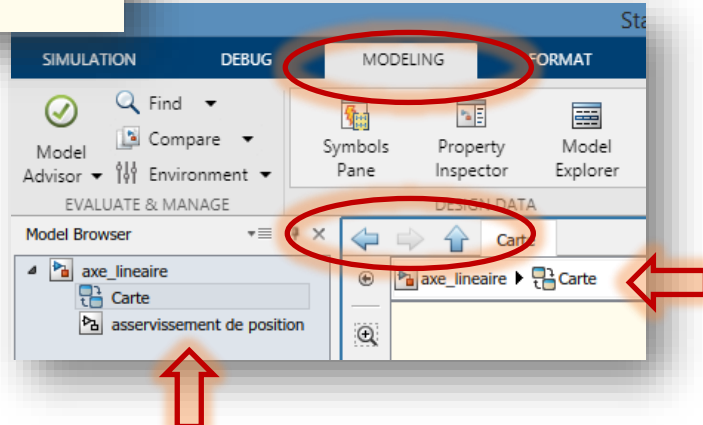 Sta
SIMULATION DEBUG MODELING FORMAT
Find
Compare
Environment
Model Advisor
Symbols Pane
Property Inspector
Model Explorer
EVALUATE & MANAGE DESIGN DATA
Model Browser
Carte
axe_lineaire
Carte
asservissement de position
axe_lineaire Carte